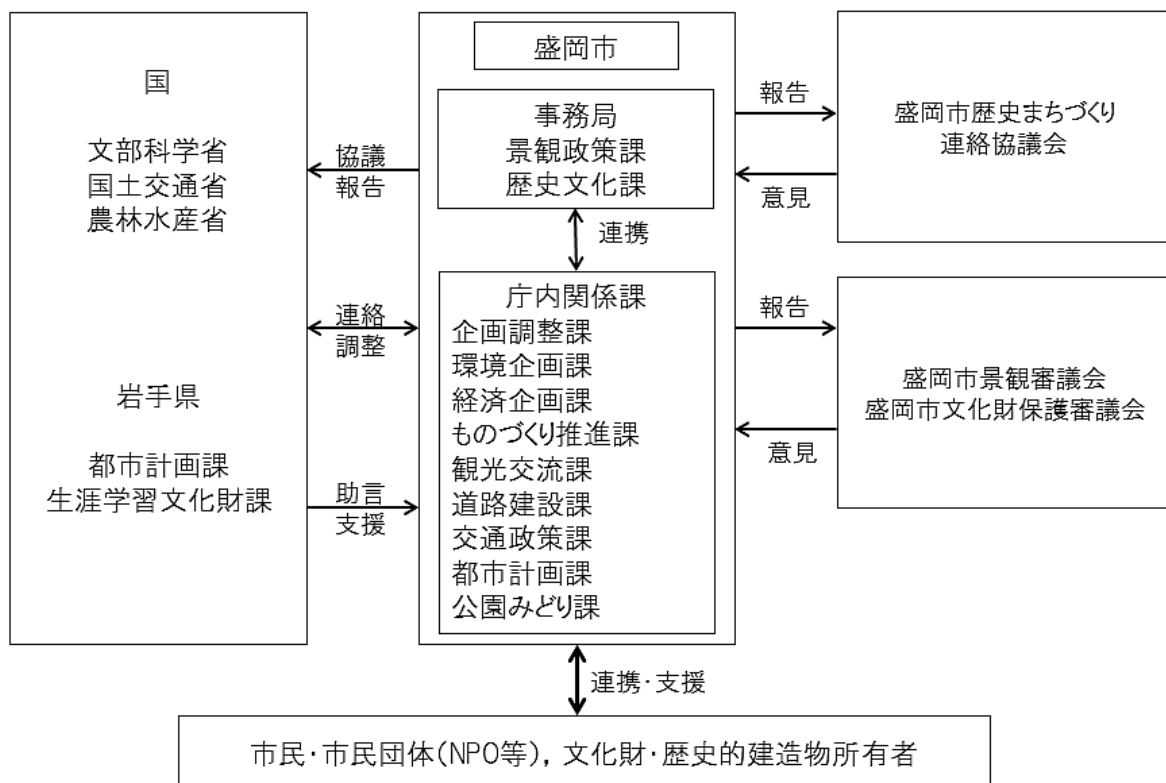 国
文部科学省
国土交通省
農林水産省
岩手県
都市計画課
生涯学習文化財課
協議
報告
連絡
調整
助言
支援
盛岡市
事務局
景観政策課
歴史文化課
連携
庁内関係課
企画調整課
環境企画課
経済企画課
ものづくり推進課
観光交流課
道路建設課
交通政策課
都市計画課
公園みどり課
報告
意見
盛岡市歴史まちづくり
連絡協議会
報告
意見
盛岡市景観審議会
盛岡市文化財保護審議会
連携・支援
市民・市民団体(NPO等), 文化財・歴史的建造物所有者